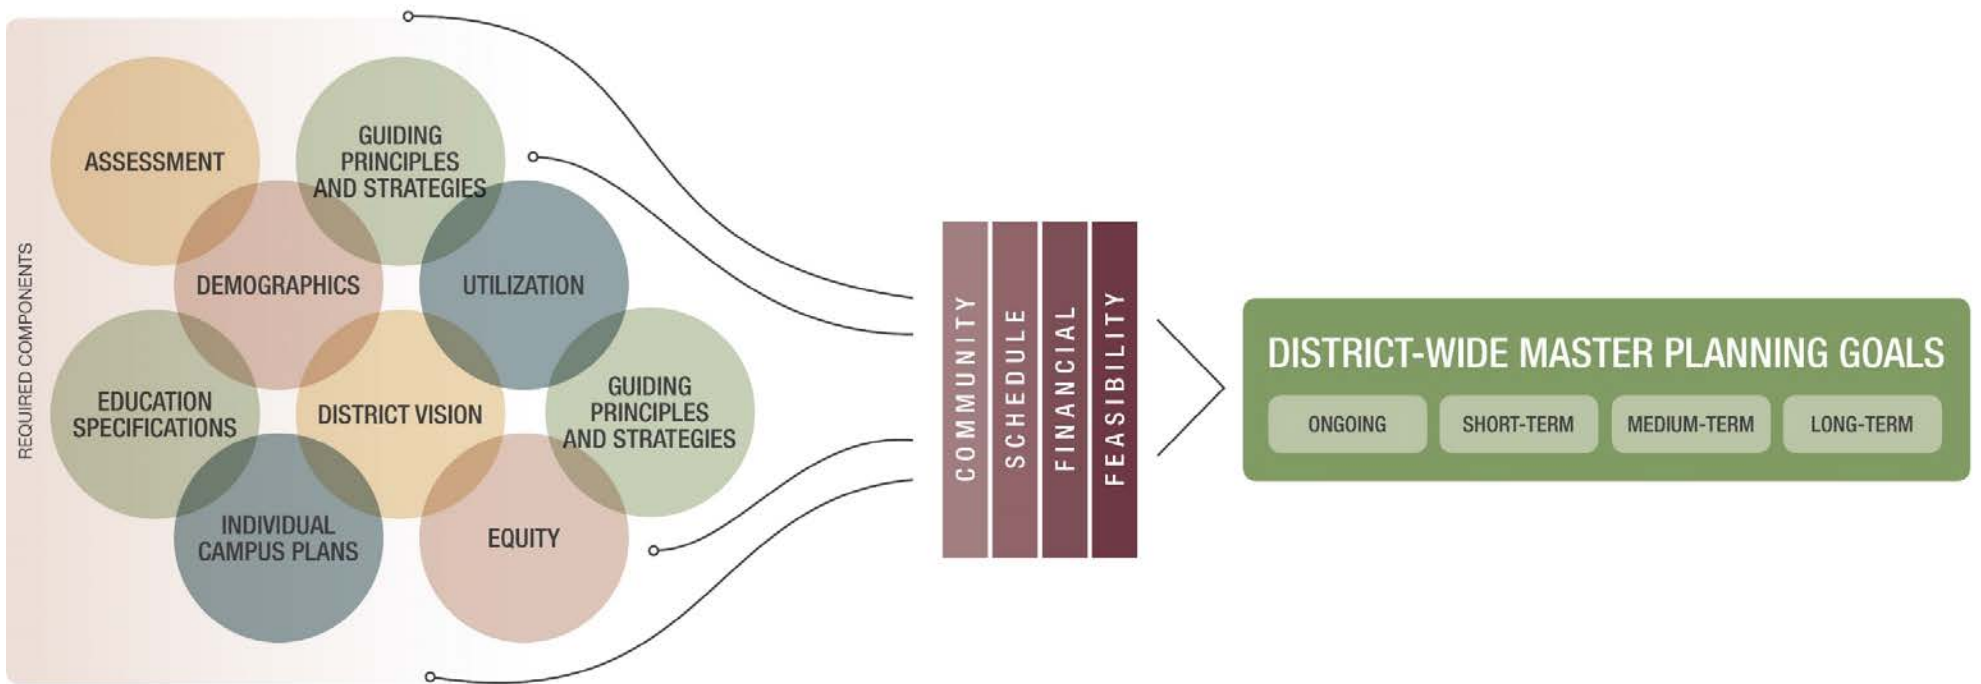 REQUIRED COMPONENTS
ASSESSMENT
GUIDING
PRINCIPLES
AND STRATEGIES
DEMOGRAPHICS
UTILIZATION
EDUCATION
SPECIFICATIONS
DISTRICT VISION
GUIDING
PRINCIPLES
AND STRATEGIES
INDIVIDUAL
CAMPUS PLANS
EQUITY
COMMUNITY
SCHEDULE
FINANCIAL
FEASIBILITY
DISTRICT-WIDE MASTER PLANNING GOALS
ONGOING
SHORT-TERM
MEDIUM-TERM
LONG-TERM